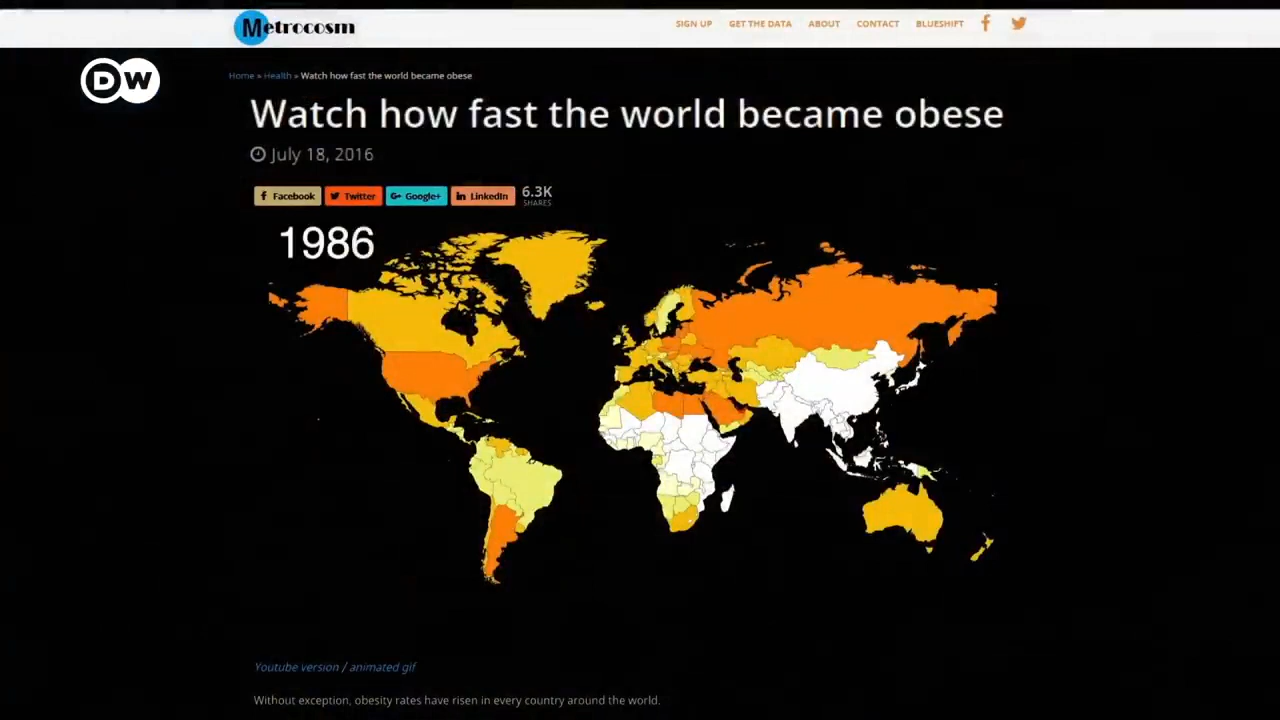 Metrocosm
SIGN UP GET THE DATA ABOUT CONTACT BLUESHIFT
DW
Home » Health » Watch how fast the world became obese
Watch how fast the world became obese
July 18, 2016
Facebook Twitter Google+ LinkedIn 6.3K
SHARES
1986
Youtube version / animated gif
Without exception, obesity rates have risen in every country around the world.